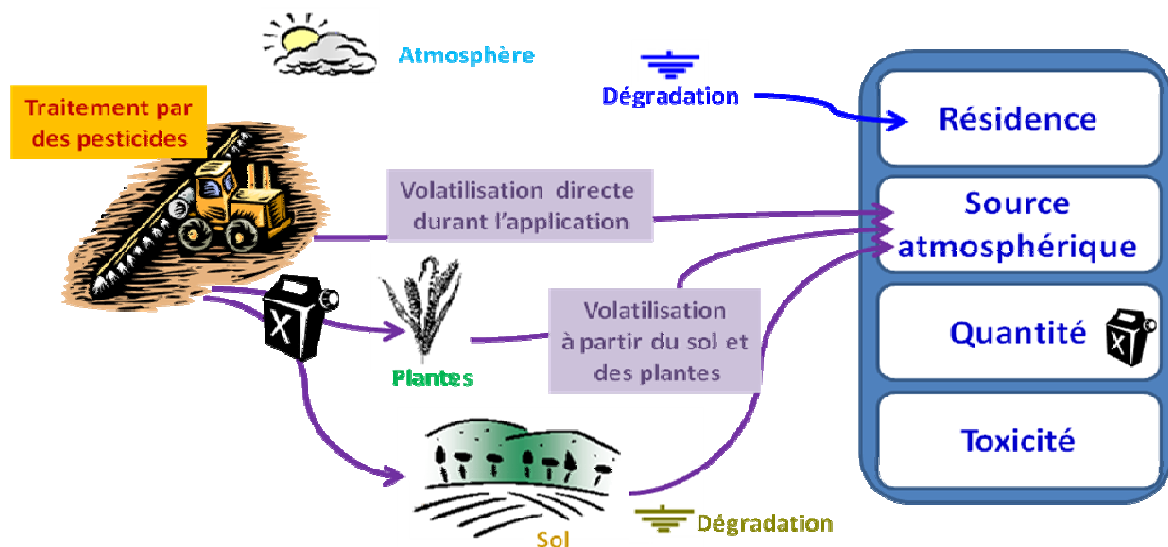 Atmosphère
Dégradation
Traitement par
des pesticides
Résidence
Volatilisation directe
durant l'application
Source
atmosphérique
X
Volatilisation
à partir du sol et
des plantes
Plantes
Quantité
X
Toxicité
Dégradation
Sol